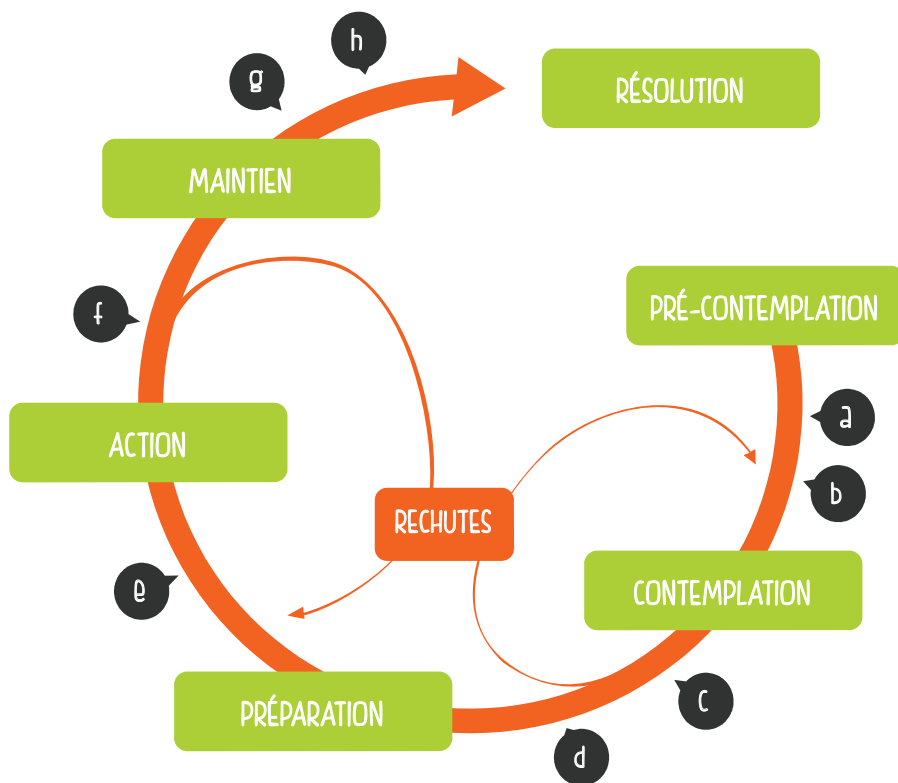 h
g
RÉSOLUTION
MAINTIEN
PRÉ-CONTEMPLATION
f
a
ACTION
b
RECHUTES
e
CONTEMPLATION
c
PRÉPARATION
d